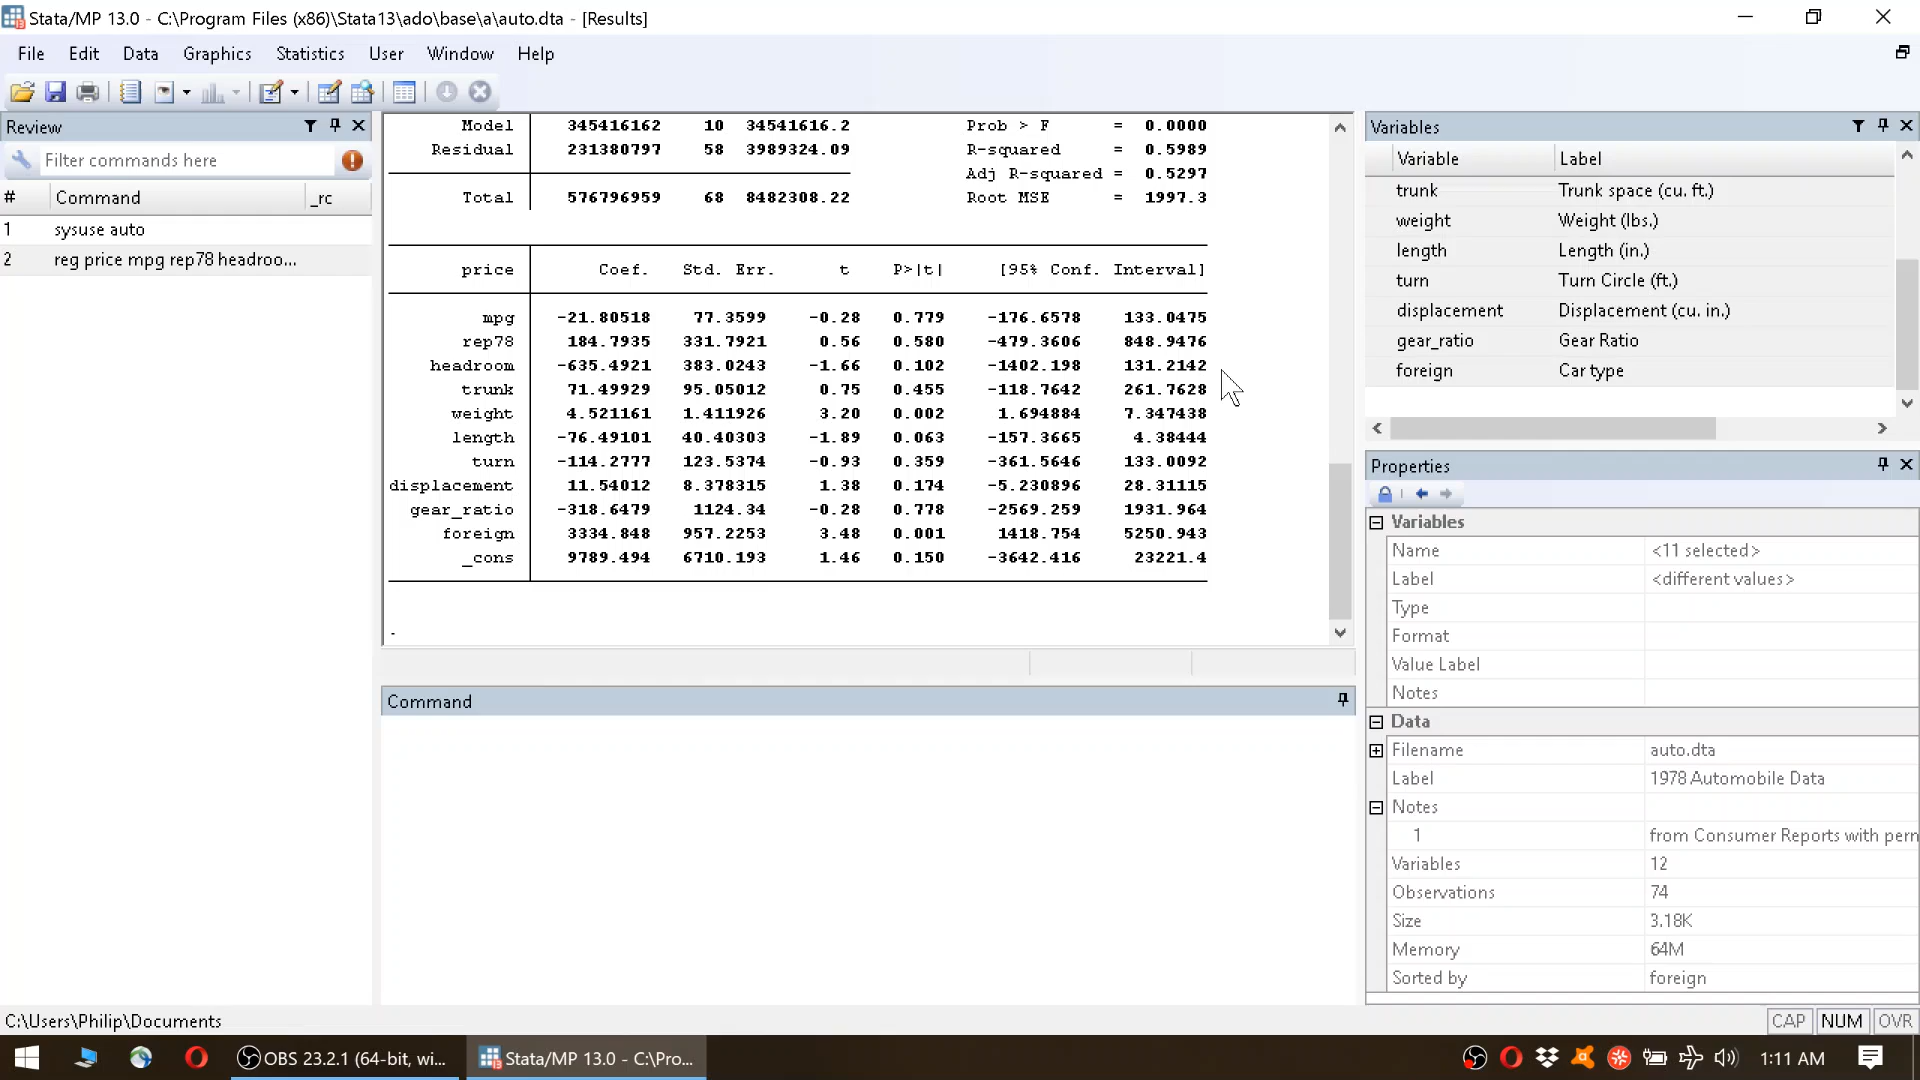 Stata/MP 13.0 - C:\Program Files (x86)\Stata13\ado\base\a\auto.dta - [Results]
File Edit Data Graphics Statistics User Window Help
Review
Filter commands here
# Command _rc
1 sysuse auto
2 reg price mpg rep78 headroo...
Model 345416162 10 34541616.2 Prob > F = 0.0000
Residual 231380797 58 3989324.09 R-squared = 0.5989
Adj R-squared = 0.5297
Total 576796959 68 8482308.22 Root MSE = 1997.3
price Coef. Std. Err. t P>|t| [95% Conf. Interval]
mpg -21.80518 77.3599 -0.28 0.779 -176.6578 133.0475
rep78 184.7935 331.7921 0.56 0.580 -479.3606 848.9476
headroom -635.4921 383.0243 -1.66 0.102 -1402.198 131.2142
trunk 71.49929 95.05012 0.75 0.455 -118.7642 261.7628
weight 4.521161 1.411926 3.20 0.002 1.694884 7.347438
length -76.49101 40.40303 -1.89 0.063 -157.3665 4.38444
turn -114.2777 123.5374 -0.93 0.359 -361.5646 133.0092
displacement 11.54012 8.378315 1.38 0.174 -5.230896 28.31115
gear_ratio -318.6479 1124.34 -0.28 0.778 -2569.259 1931.964
foreign 3334.848 957.2253 3.48 0.001 1418.754 5250.943
_cons 9789.494 6710.193 1.46 0.150 -3642.416 23221.4
.
Command
Variables
Variable Label
trunk Trunk space (cu. ft.)
weight Weight (lbs.)
length Length (in.)
turn Turn Circle (ft.)
displacement Displacement (cu. in.)
gear_ratio Gear Ratio
foreign Car type
Properties
Variables
Name <11 selected>
Label <different values>
Type
Format
Value Label
Notes
Data
Filename auto.dta
Label 1978 Automobile Data
Notes
1 from Consumer Reports with pern
Variables 12
Observations 74
Size 3.18K
Memory 64M
Sorted by foreign
C:\Users\Philip\Documents
CAP NUM OVR
OBS 23.2.1 (64-bit, wi...
Stata/MP 13.0 - C:\Pro...
1:11 AM